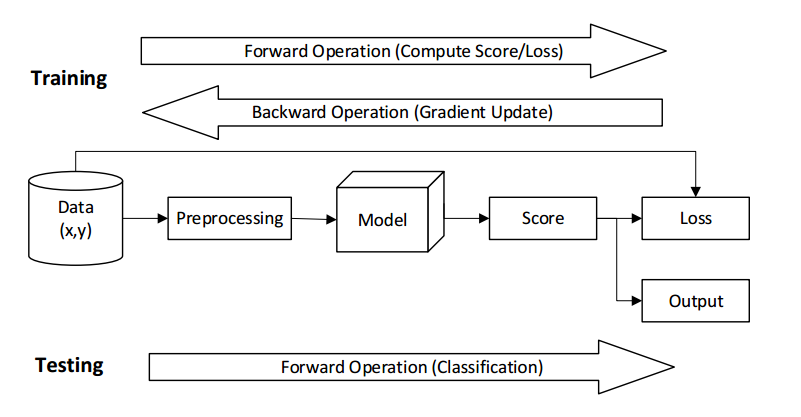 Forward Operation (Compute Score/Loss)
Training
Backward Operation (Gradient Update)
Data
(x,y)
Preprocessing
Model
Score
Loss
Output
Testing
Forward Operation (Classification)